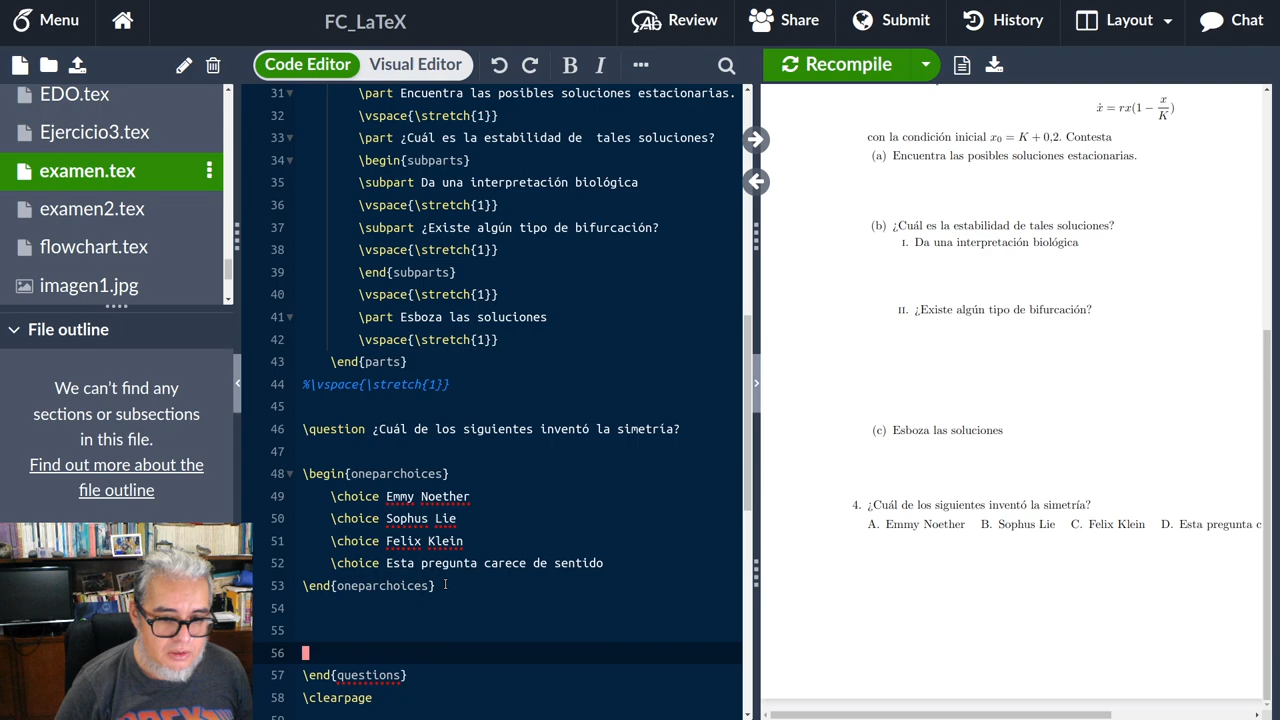 Menu
FC_LaTeX
Review
Share
Submit
History
Layout
Chat
Code Editor
Visual Editor
B I
Recompile
EDO.tex
Ejercicio3.tex
examen.tex
examen2.tex
flowchart.tex
imagen1.jpg
File outline
We can't find any
sections or subsections
in this file.
Find out more about the
file outline
31 \part Encuentra las posibles soluciones estacionarias.
32 \vspace{\stretch{1}}
33 \part ¿Cuál es la estabilidad de  tales soluciones?
34 \begin{subparts}
35 \subpart Da una interpretación biológica
36 \vspace{\stretch{1}}
37 \subpart ¿Existe algún tipo de bifurcación?
38 \vspace{\stretch{1}}
39 \end{subparts}
40 \vspace{\stretch{1}}
41 \part Esboza las soluciones
42 \vspace{\stretch{1}}
43 \end{parts}
44 %\vspace{\stretch{1}}
45
46 \question ¿Cuál de los siguientes inventó la simetría?
47
48 \begin{oneparchoices}
49 \choice Emmy Noether
50 \choice Sophus Lie
51 \choice Felix Klein
52 \choice Esta pregunta carece de sentido
53 \end{oneparchoices}
54
55
56
57 \end{questions}
58 \clearpage
ẋ = rx(1 − x/K)
con la condición inicial x₀ = K + 0,2. Contesta
(a) Encuentra las posibles soluciones estacionarias.
(b) ¿Cuál es la estabilidad de tales soluciones?
I. Da una interpretación biológica
II. ¿Existe algún tipo de bifurcación?
(c) Esboza las soluciones
4. ¿Cuál de los siguientes inventó la simetría?
A. Emmy Noether B. Sophus Lie C. Felix Klein D. Esta pregunta c